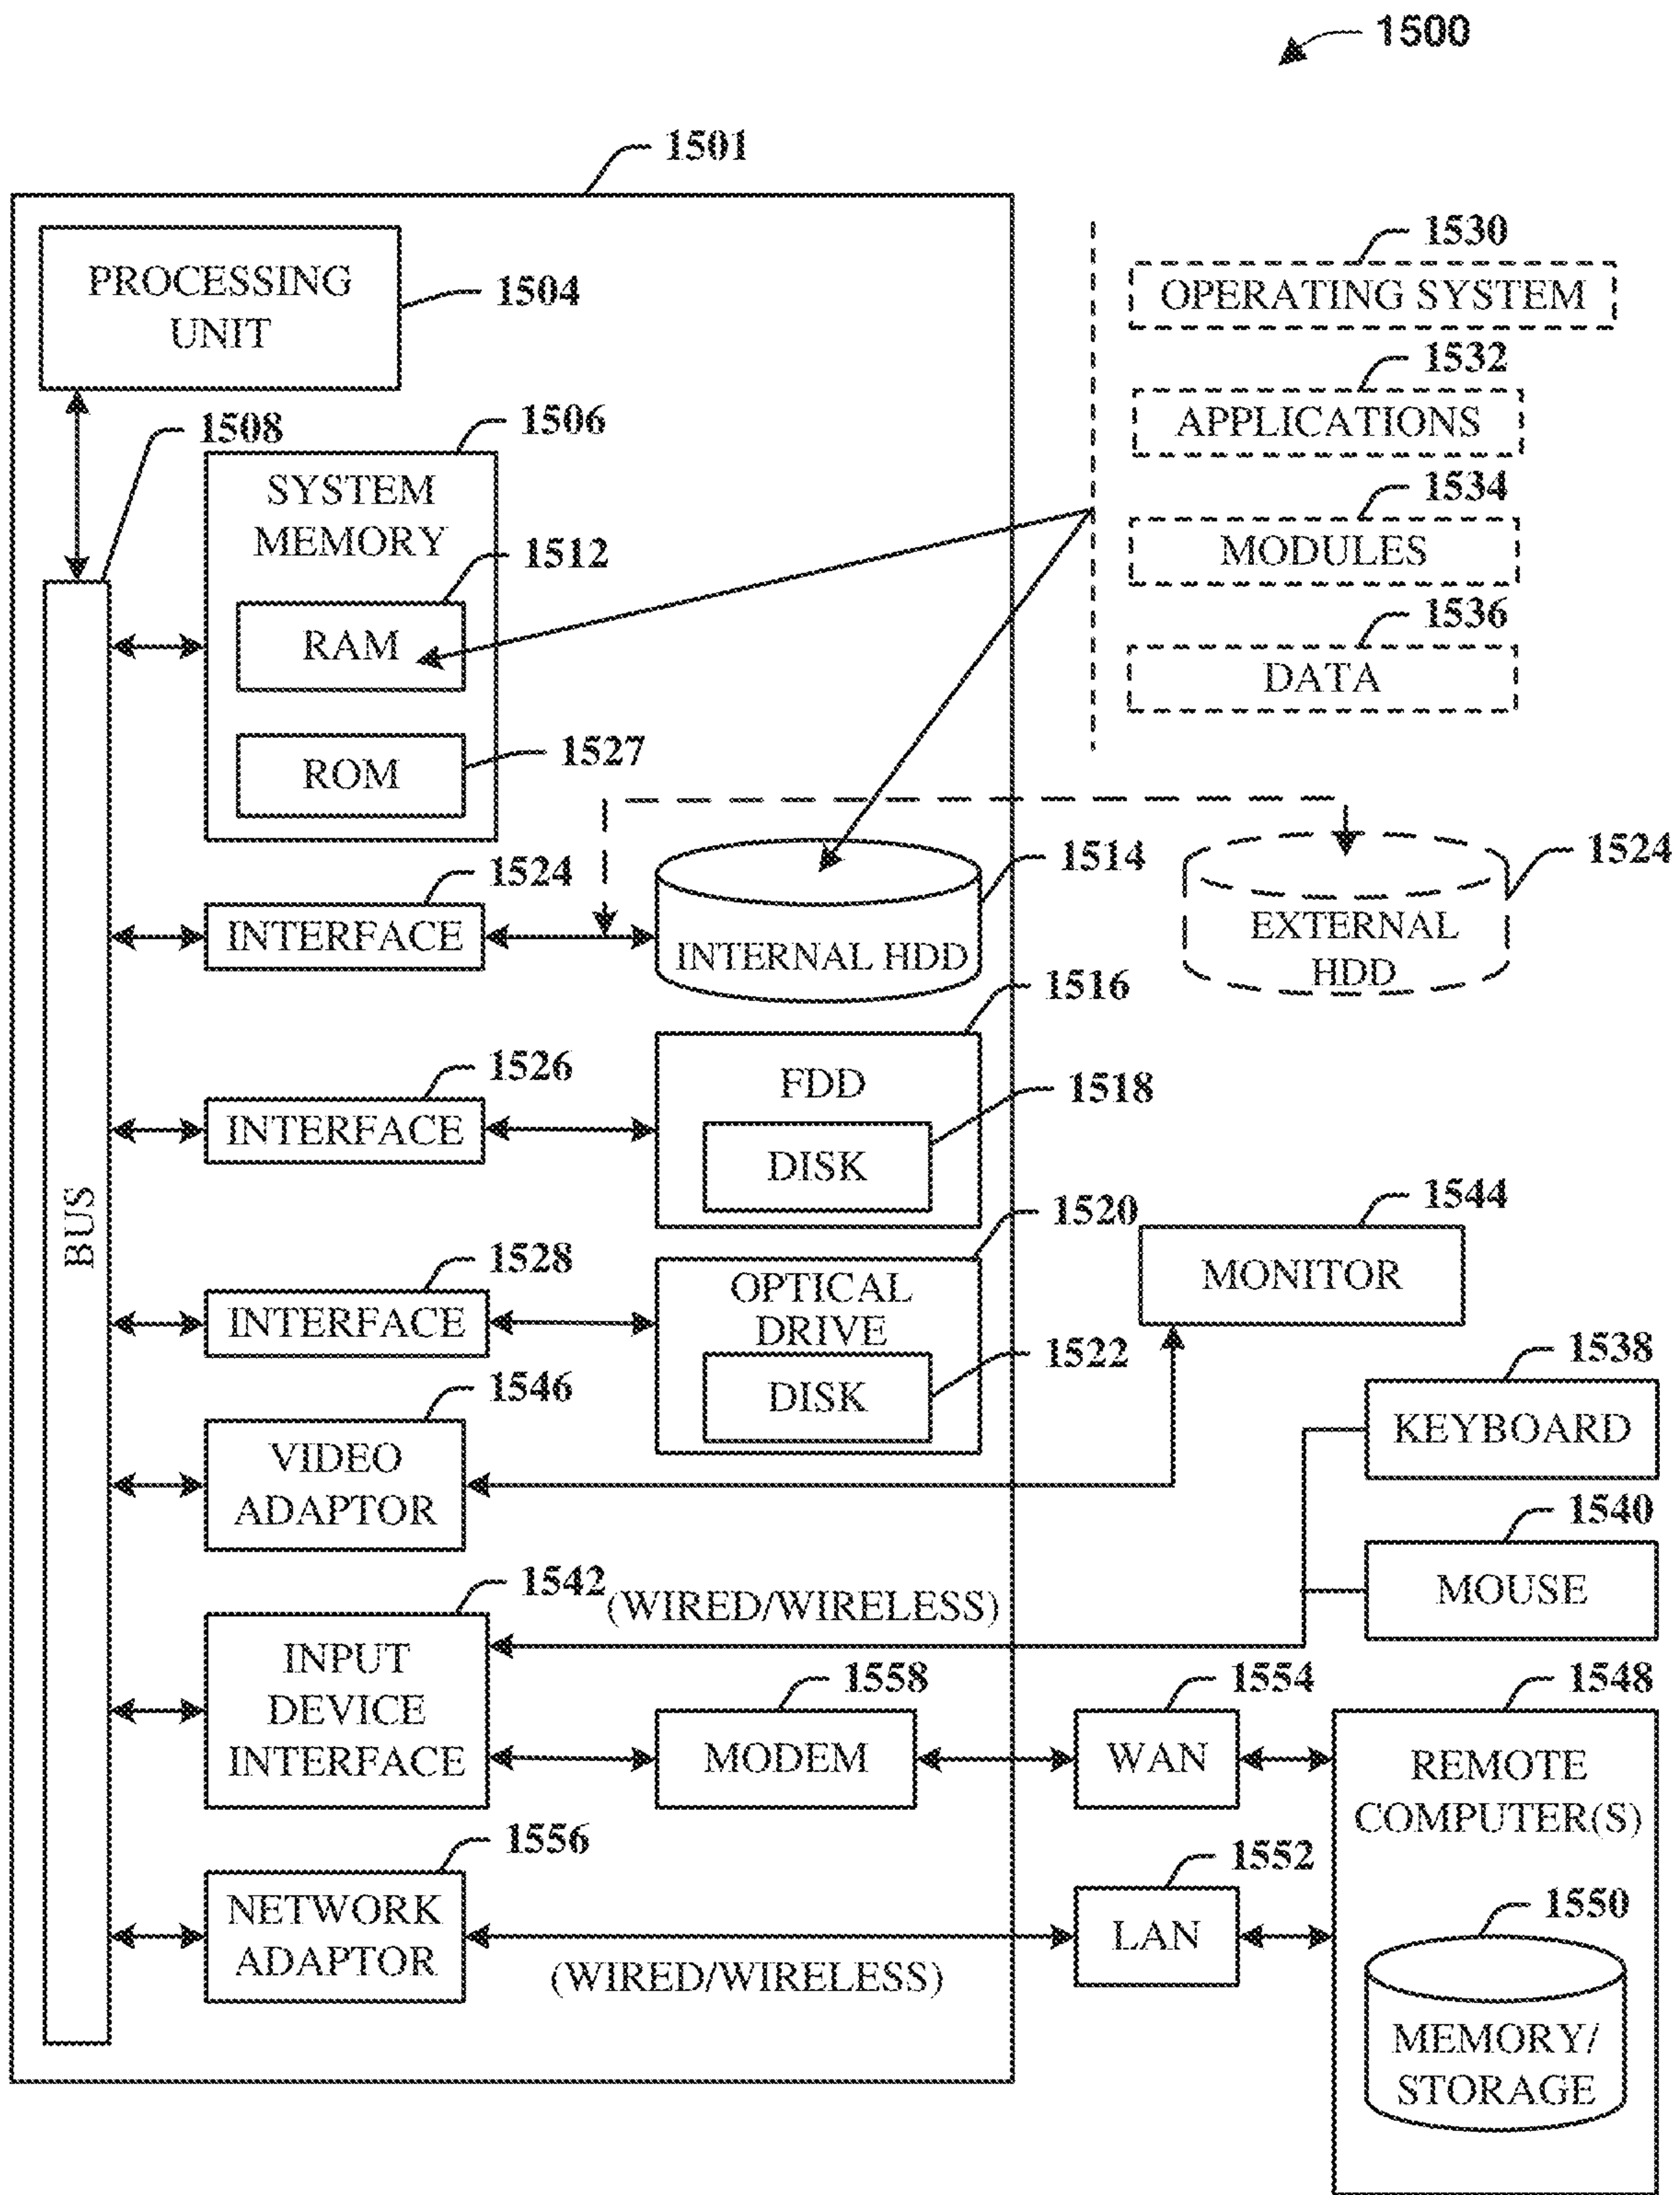 1500
1501
PROCESSING
UNIT
1504
1530
OPERATING SYSTEM
1532
APPLICATIONS
1534
MODULES
1536
DATA
1508
1506
SYSTEM
MEMORY
1512
RAM
1527
ROM
1524
INTERFACE
1514
INTERNAL HDD
1524
EXTERNAL
HDD
1516
1526
INTERFACE
FDD
1518
DISK
BUS
1520
1528
INTERFACE
OPTICAL
DRIVE
1522
DISK
1544
MONITOR
1546
VIDEO
ADAPTOR
1538
KEYBOARD
1540
MOUSE
1542
(WIRED/WIRELESS)
INPUT
DEVICE
INTERFACE
1558
MODEM
1554
WAN
1548
REMOTE
COMPUTER(S)
1556
NETWORK
ADAPTOR
(WIRED/WIRELESS)
1552
LAN
1550
MEMORY/
STORAGE